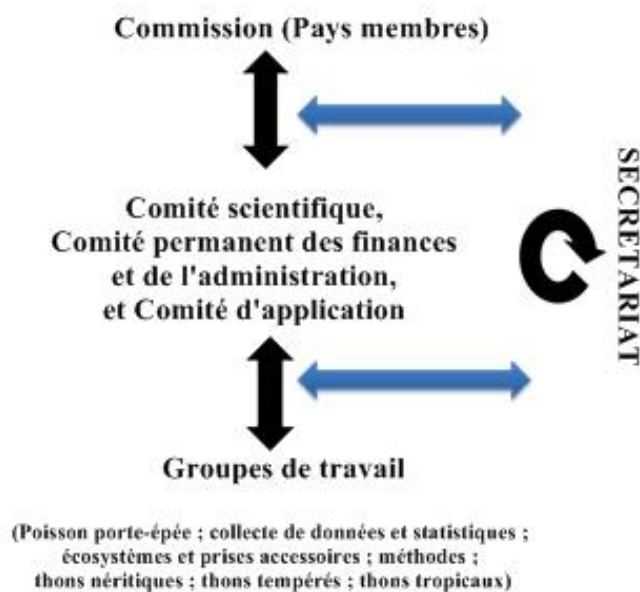 Commission (Pays membres)
Comité scientifique,
Comité permanent des finances
et de l'administration,
et Comité d'application
SECRETARIAT
Groupes de travail
(Poisson porte-épée ; collecte de données et statistiques ;
écosystèmes et prises accessoires ; méthodes ;
thons néritiques ; thons tempérés ; thons tropicaux)